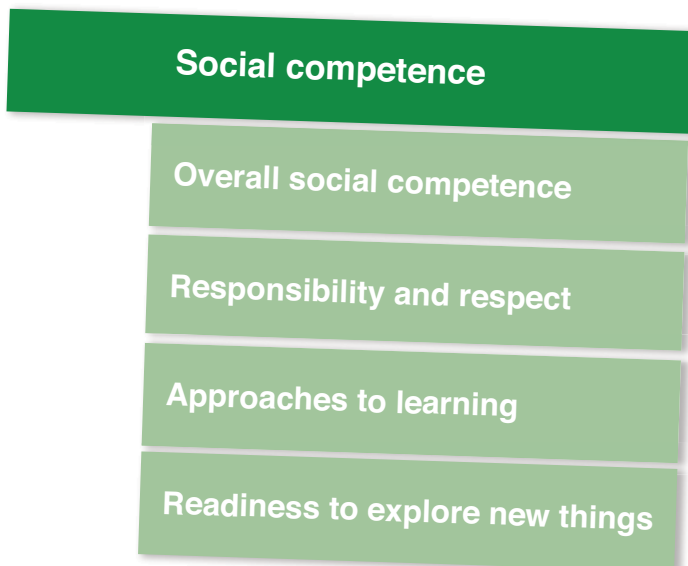 Social competence
Overall social competence
Responsibility and respect
Approaches to learning
Readiness to explore new things